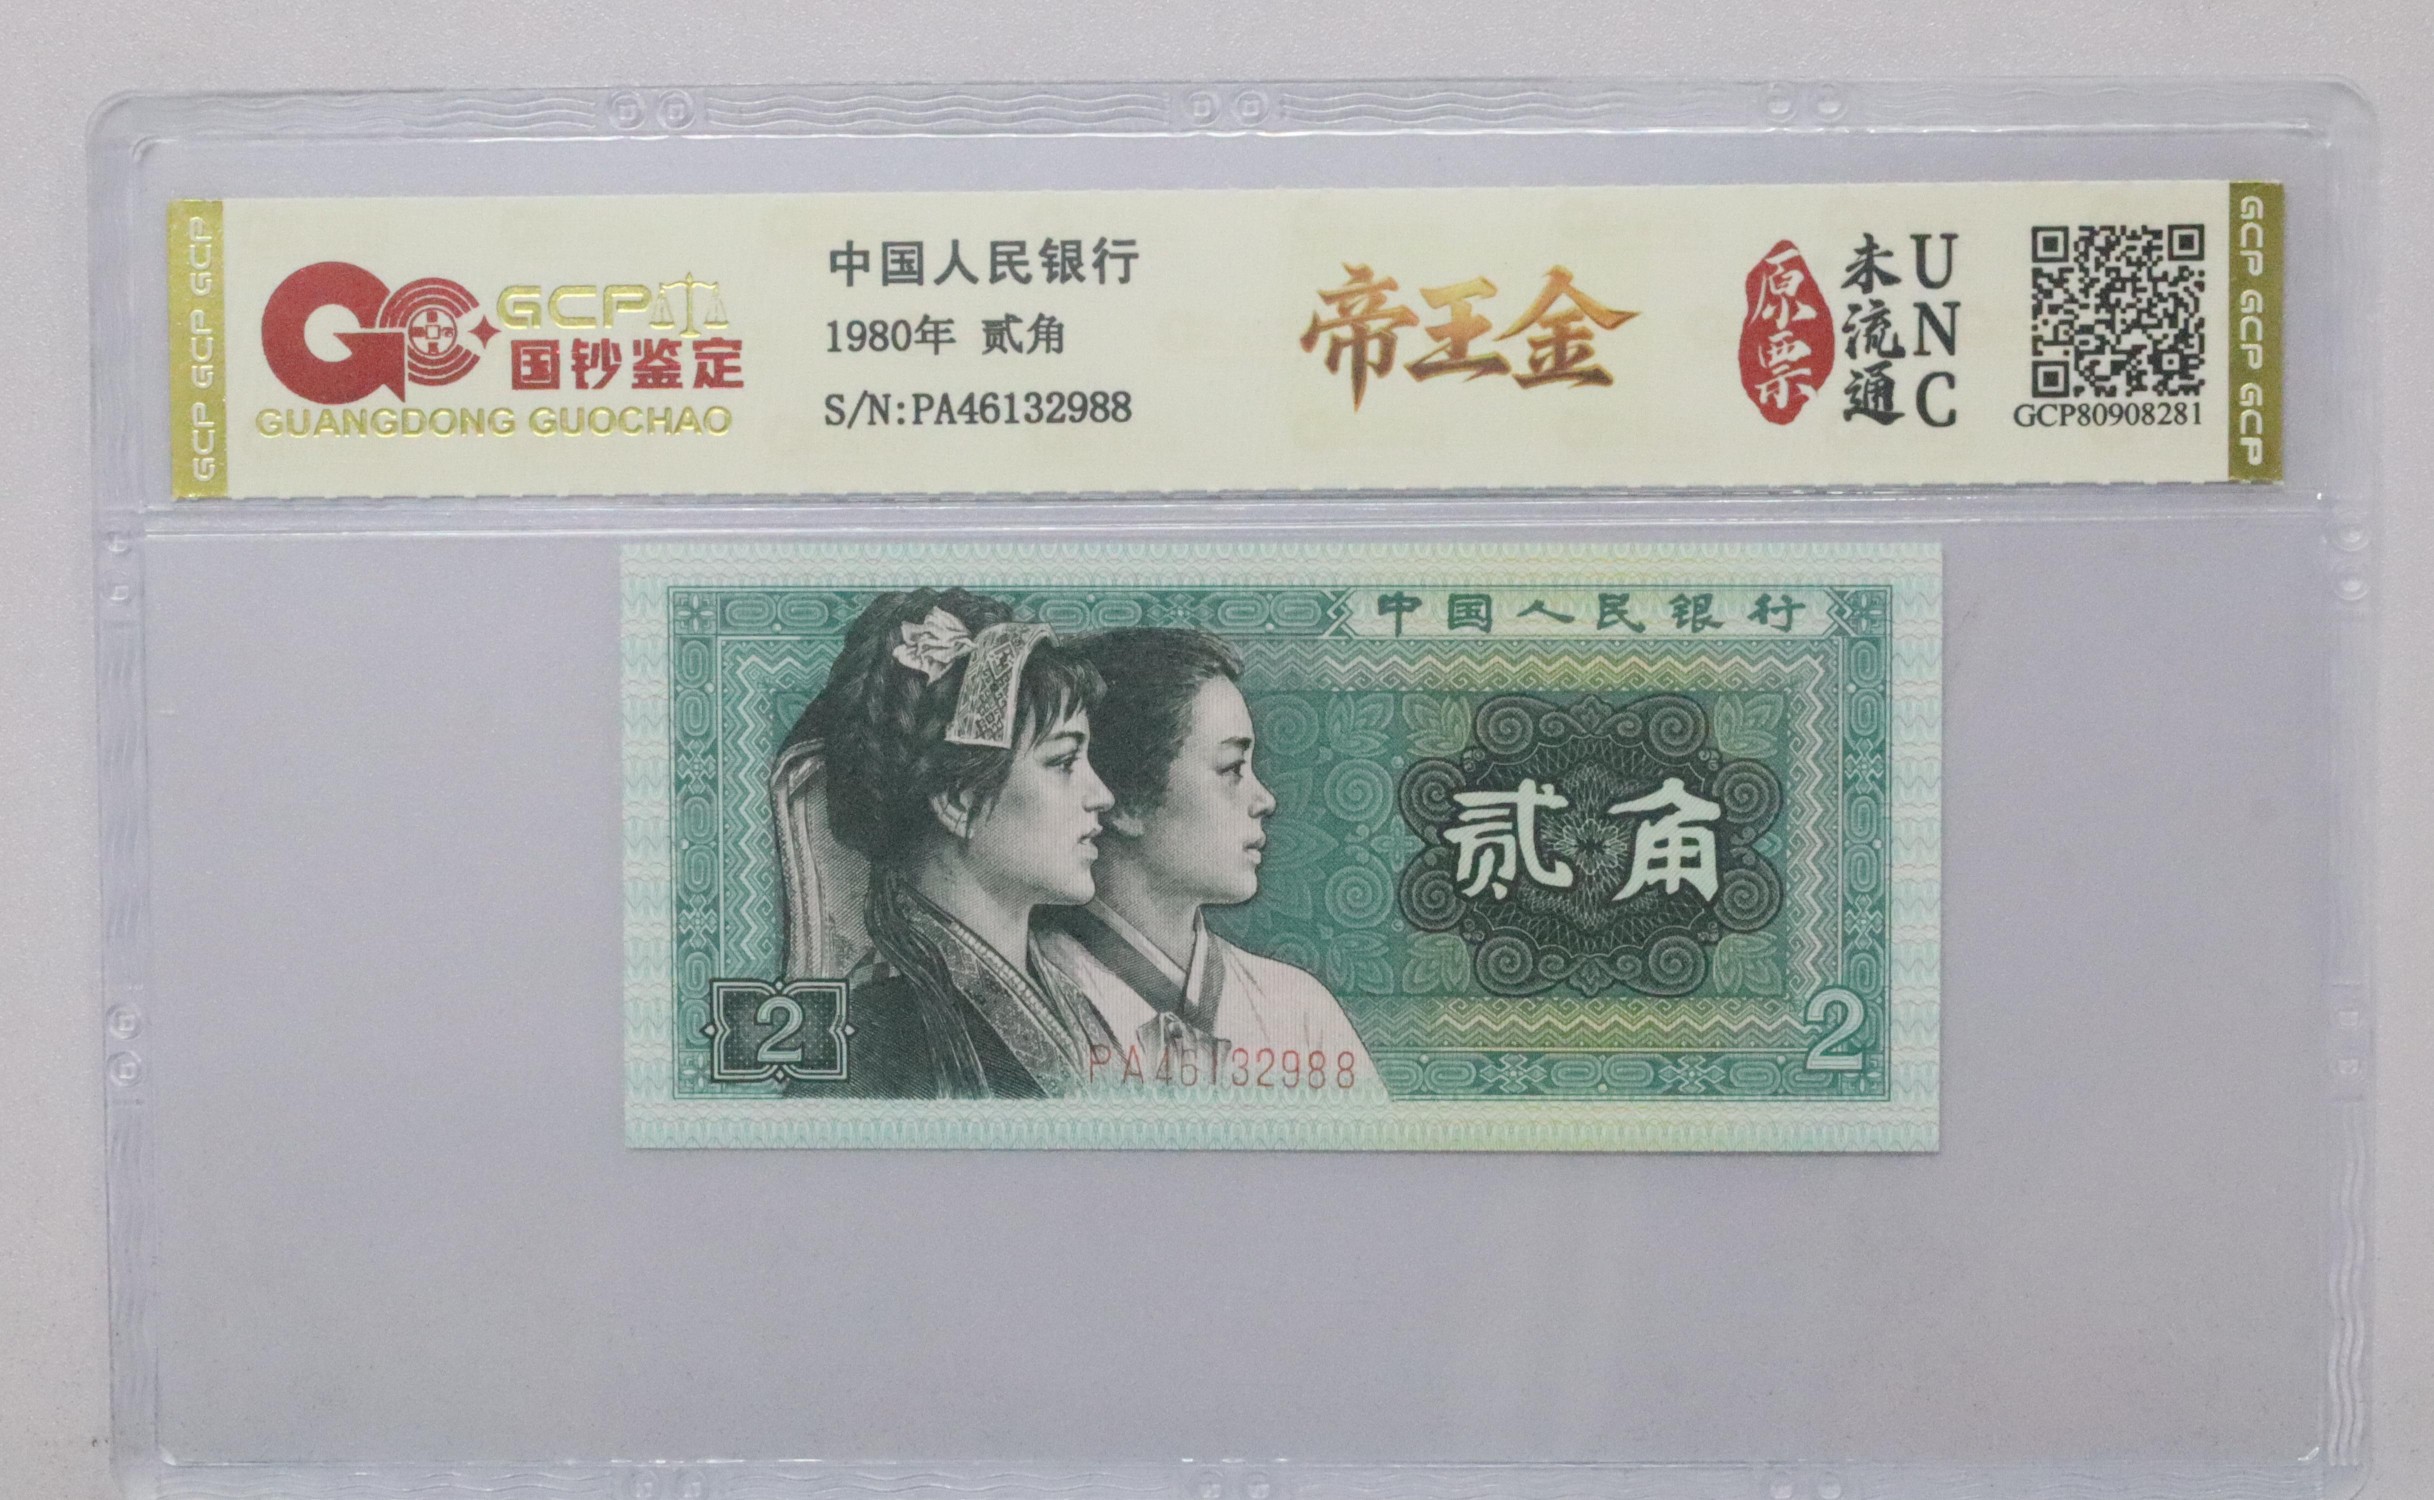 GCP GCP GCP
GCP
国钞鉴定
GUANGDONG GUOCHAO
中国人民银行
1980年 贰角
S/N:PA46132988
帝王金
原票
未流通
UNC
GCP80908281
GCP GCP GCP
中国人民银行
贰角
2
2
PA46132988